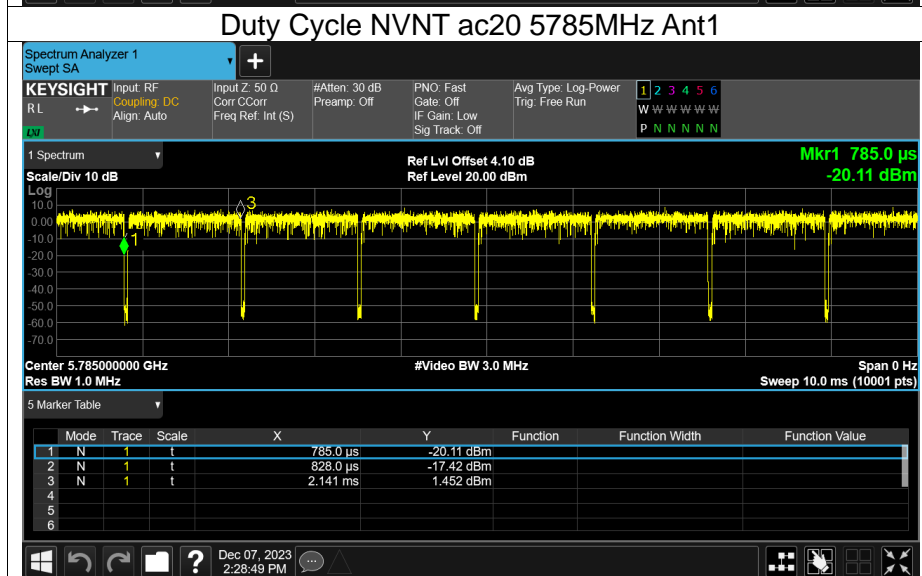 Duty Cycle NVNT ac20 5785MHz Ant1
Spectrum Analyzer 1
Swept SA
+
KEYSIGHT Input: RF Input Z: 50 Ω #Atten: 30 dB PNO: Fast Avg Type: Log-Power 1 2 3 4 5 6
RL Coupling: DC Corr CCorr Preamp: Off Gate: Off Trig: Free Run W W W W W W
Align: Auto Freq Ref: Int (S) IF Gain: Low
LXI Sig Track: Off P N N N N N
1 Spectrum Ref Lvl Offset 4.10 dB Mkr1 785.0 µs
Scale/Div 10 dB Ref Level 20.00 dBm -20.11 dBm
Log
10.0 3
0.00
-10.0 1
-20.0
-30.0
-40.0
-50.0
-60.0
-70.0
Center 5.785000000 GHz #Video BW 3.0 MHz Span 0 Hz
Res BW 1.0 MHz Sweep 10.0 ms (10001 pts)
5 Marker Table
Mode Trace Scale X Y Function Function Width Function Value
1 N 1 t 785.0 µs -20.11 dBm
2 N 1 t 828.0 µs -17.42 dBm
3 N 1 t 2.141 ms 1.452 dBm
4
5
6
? Dec 07, 2023
2:28:49 PM